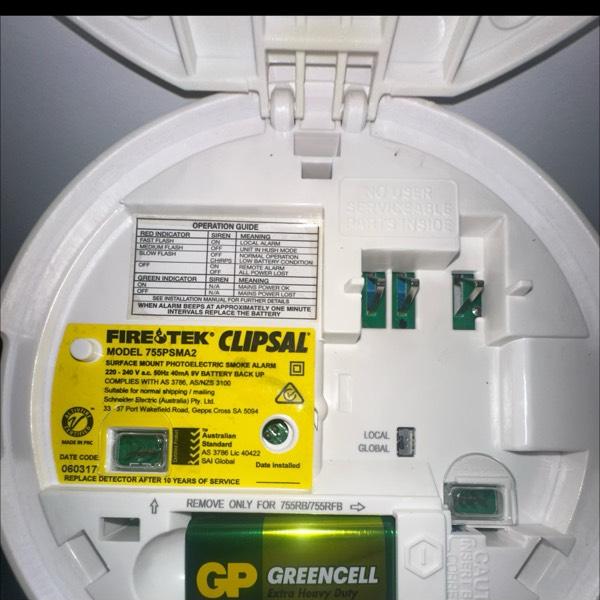 NO USER
SERVICEABLE
PARTS INSIDE
OPERATION GUIDE
RED INDICATOR SIREN MEANING
FAST FLASH ON LOCAL ALARM
MEDIUM FLASH OFF UNIT IN HUSH MODE
SLOW FLASH OFF NORMAL OPERATION
CHIRPS LOW BATTERY CONDITION
OFF ON REMOTE ALARM
OFF ALL POWER LOST
GREEN INDICATOR SIREN MEANING
ON N/A MAINS POWER OK
OFF N/A MAINS POWER LOST
SEE INSTALLATION MANUAL FOR FURTHER DETAILS
WHEN ALARM BEEPS AT APPROXIMATELY ONE MINUTE
INTERVALS REPLACE THE BATTERY
FIRETEK® CLIPSAL®
MODEL 755PSMA2
SURFACE MOUNT PHOTOELECTRIC SMOKE ALARM
220 - 240 V a.c. 50Hz 40mA 9V BATTERY BACK UP
COMPLIES WITH AS 3786, AS/NZS 3100
Suitable for normal shipping / mailing
Schneider Electric (Australia) Pty. Ltd.
33 - 37 Port Wakefield Road, Gepps Cross SA 5094
MADE IN PRC
™
Australian
Standard
AS 3786 Lic 40422
SAI Global
DATE CODE:
060317
Date installed
REPLACE DETECTOR AFTER 10 YEARS OF SERVICE
LOCAL
GLOBAL
REMOVE ONLY FOR 755RB/755RFB
GP GREENCELL
Extra Heavy Duty